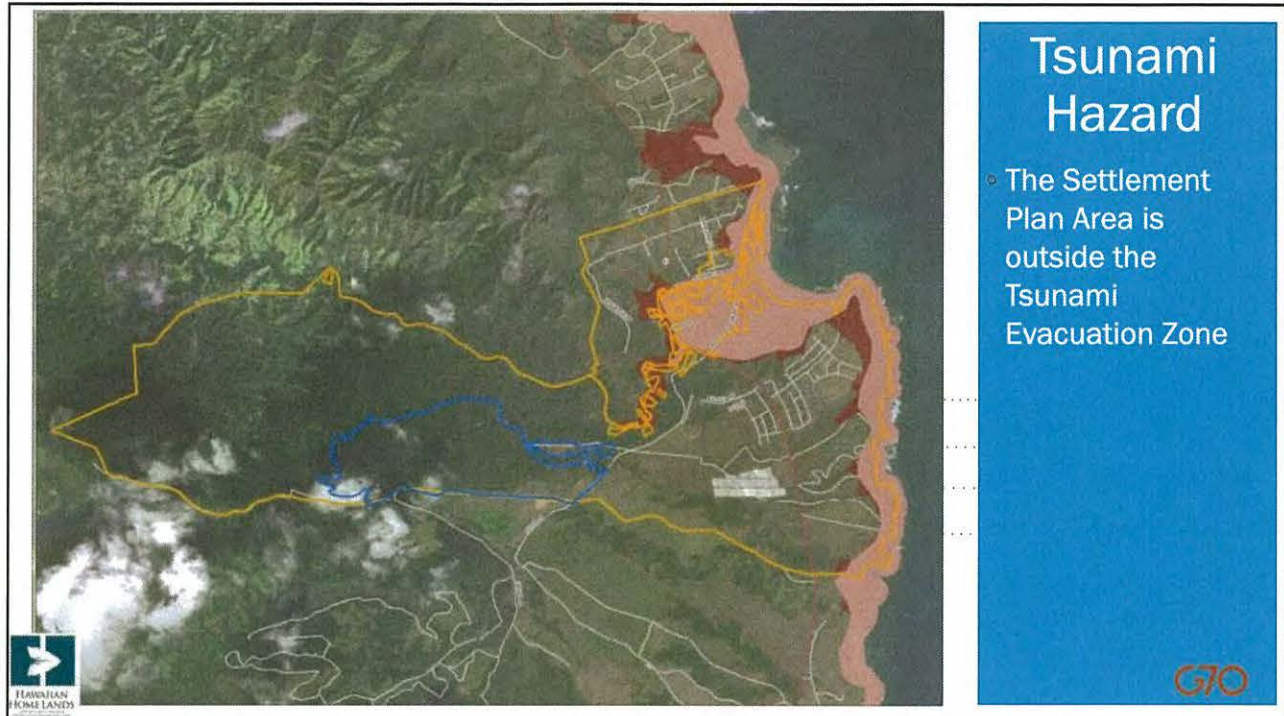 Tsunami
Hazard
The Settlement
Plan Area is
outside the
Tsunami
Evacuation Zone
HAWAIIAN
HOME LANDS
G70